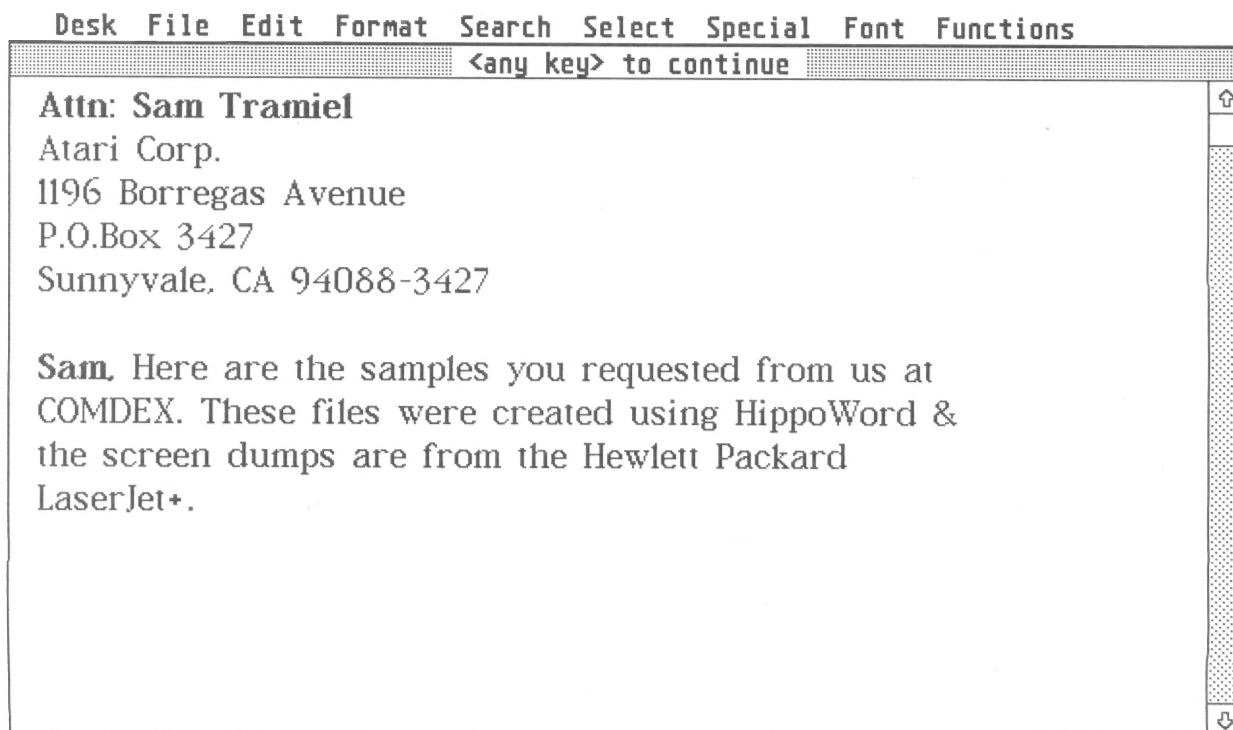 Desk File Edit Format Search Select Special Font Functions
<any key> to continue
Attn: Sam Tramiel
Atari Corp.
1196 Borregas Avenue
P.O.Box 3427
Sunnyvale, CA 94088-3427
Sam, Here are the samples you requested from us at
COMDEX. These files were created using HippoWord &
the screen dumps are from the Hewlett Packard
LaserJet+.